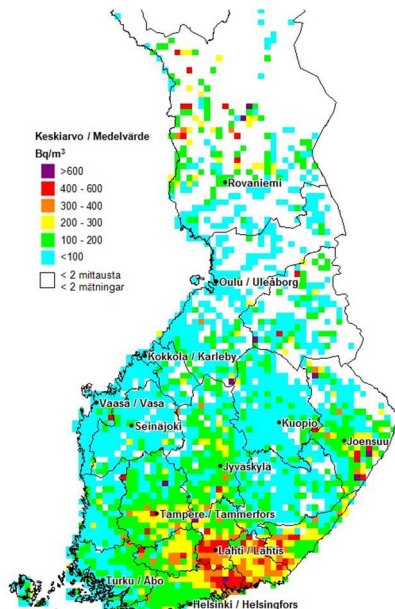 Keskiarvo / Medelvärde
Bq/m³
>600
400 - 600
300 - 400
200 - 300
100 - 200
<100
< 2 mittausta
< 2 mätningar
Rovaniemi
Oulu / Uleåborg
Kokkola / Karleby
Vaasa / Vasa
Seinäjoki
Kuopio
Joensuu
Jyväskylä
Tampere / Tammerfors
Lahti / Lahtis
Turku / Åbo
Helsinki / Helsingfors